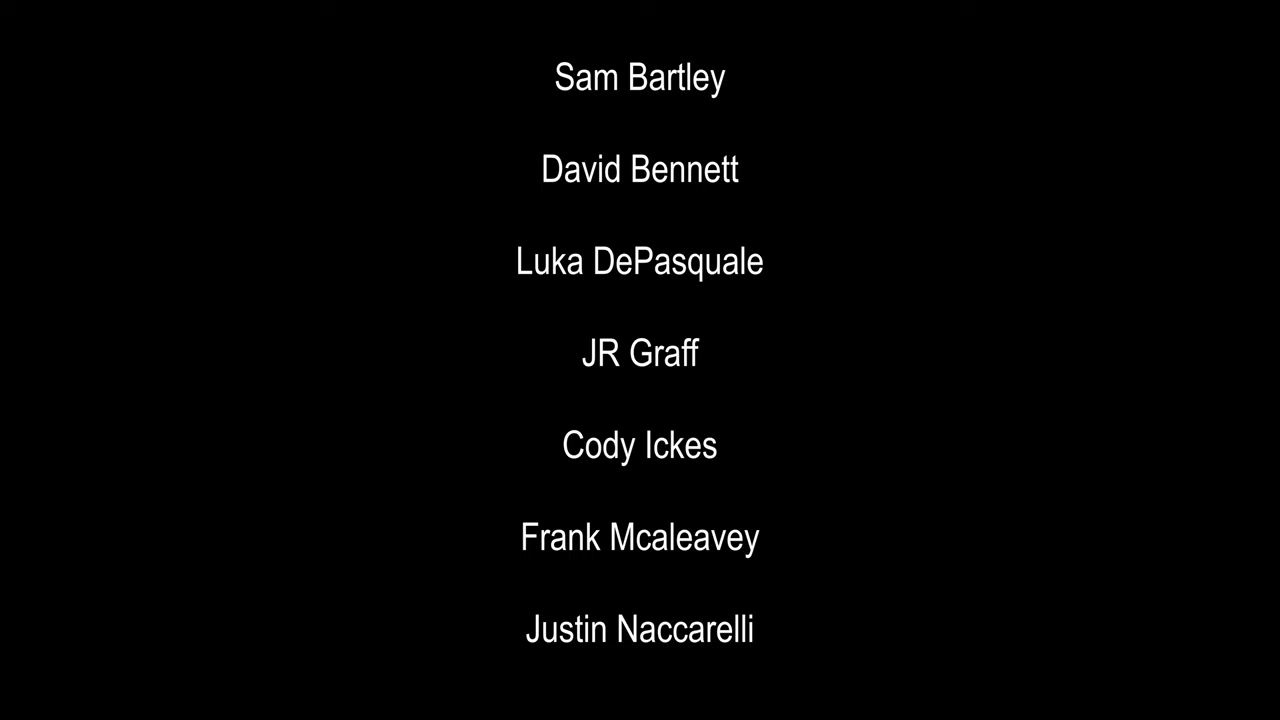 Sam Bartley
David Bennett
Luka DePasquale
JR Graff
Cody Ickes
Frank Mcaleavey
Justin Naccarelli